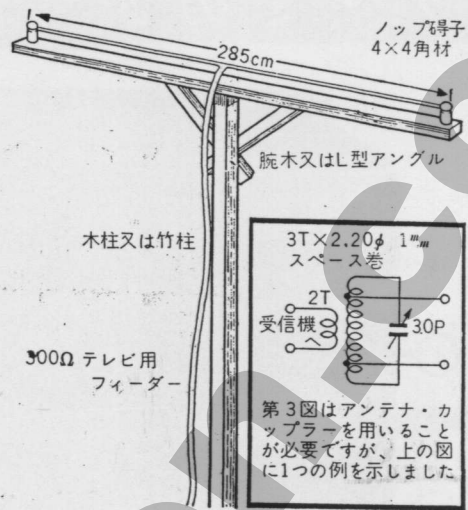 ノップ碍子
4×4角材
285cm
腕木又はL型アングル
木柱又は竹柱
300Ω テレビ用
フィーダー
3T×2.20φ 1㎜
スペース巻
2T
受信機へ
30P
第3図はアンテナ・カ
ップラーを用いること
が必要ですが、上の図
に1つの例を示しました